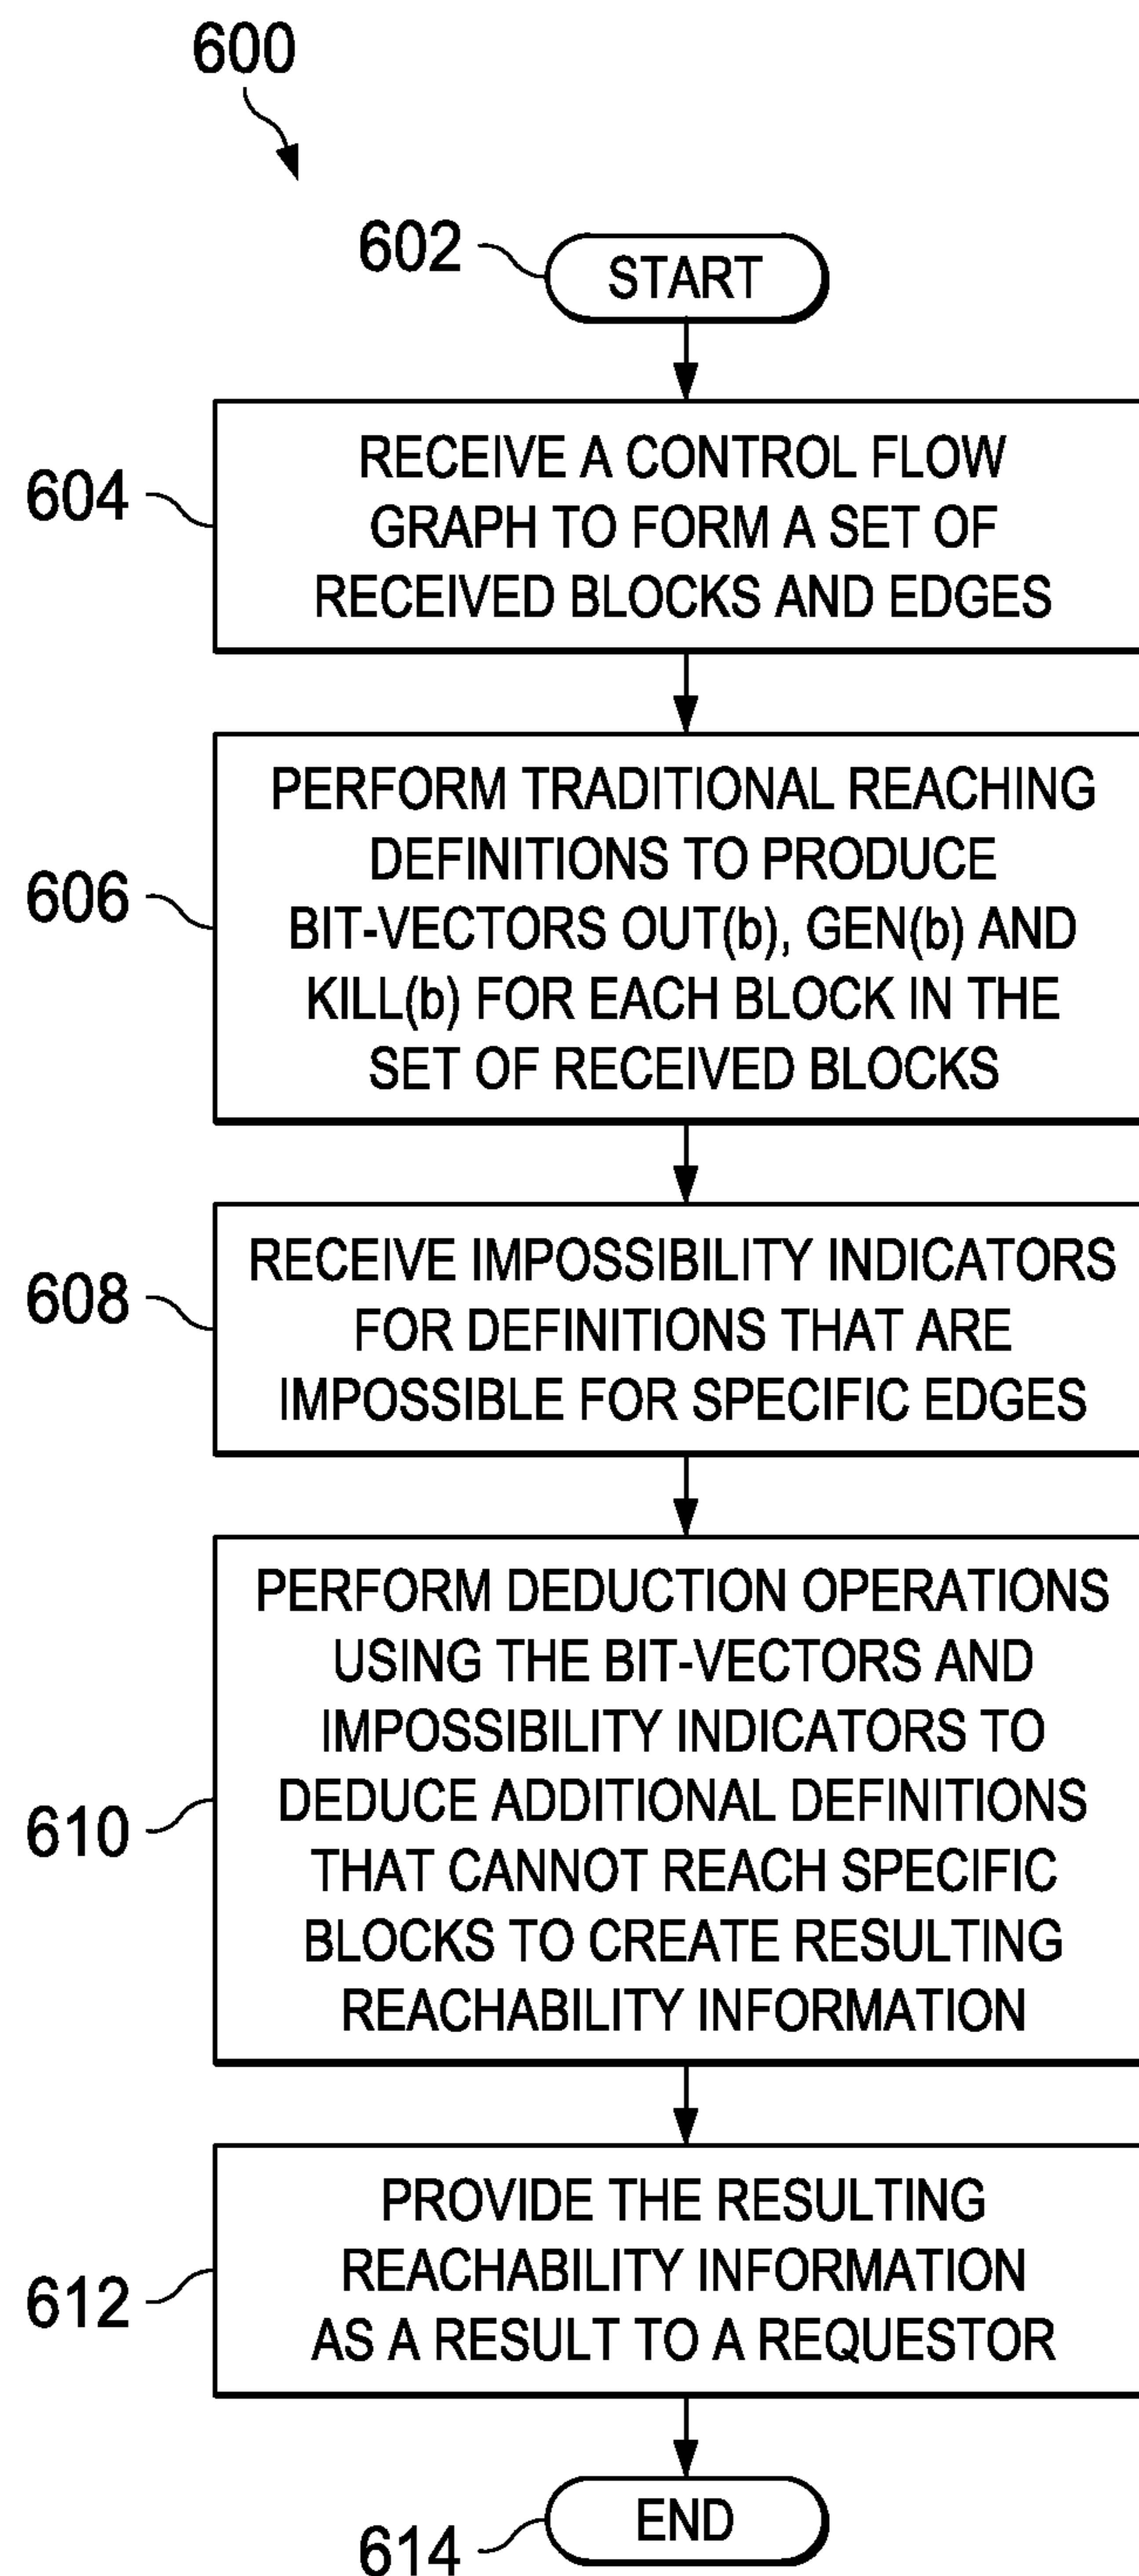 600
602
START
604
RECEIVE A CONTROL FLOW
GRAPH TO FORM A SET OF
RECEIVED BLOCKS AND EDGES
606
PERFORM TRADITIONAL REACHING
DEFINITIONS TO PRODUCE
BIT-VECTORS OUT(b), GEN(b) AND
KILL(b) FOR EACH BLOCK IN THE
SET OF RECEIVED BLOCKS
608
RECEIVE IMPOSSIBILITY INDICATORS
FOR DEFINITIONS THAT ARE
IMPOSSIBLE FOR SPECIFIC EDGES
610
PERFORM DEDUCTION OPERATIONS
USING THE BIT-VECTORS AND
IMPOSSIBILITY INDICATORS TO
DEDUCE ADDITIONAL DEFINITIONS
THAT CANNOT REACH SPECIFIC
BLOCKS TO CREATE RESULTING
REACHABILITY INFORMATION
612
PROVIDE THE RESULTING
REACHABILITY INFORMATION
AS A RESULT TO A REQUESTOR
614
END